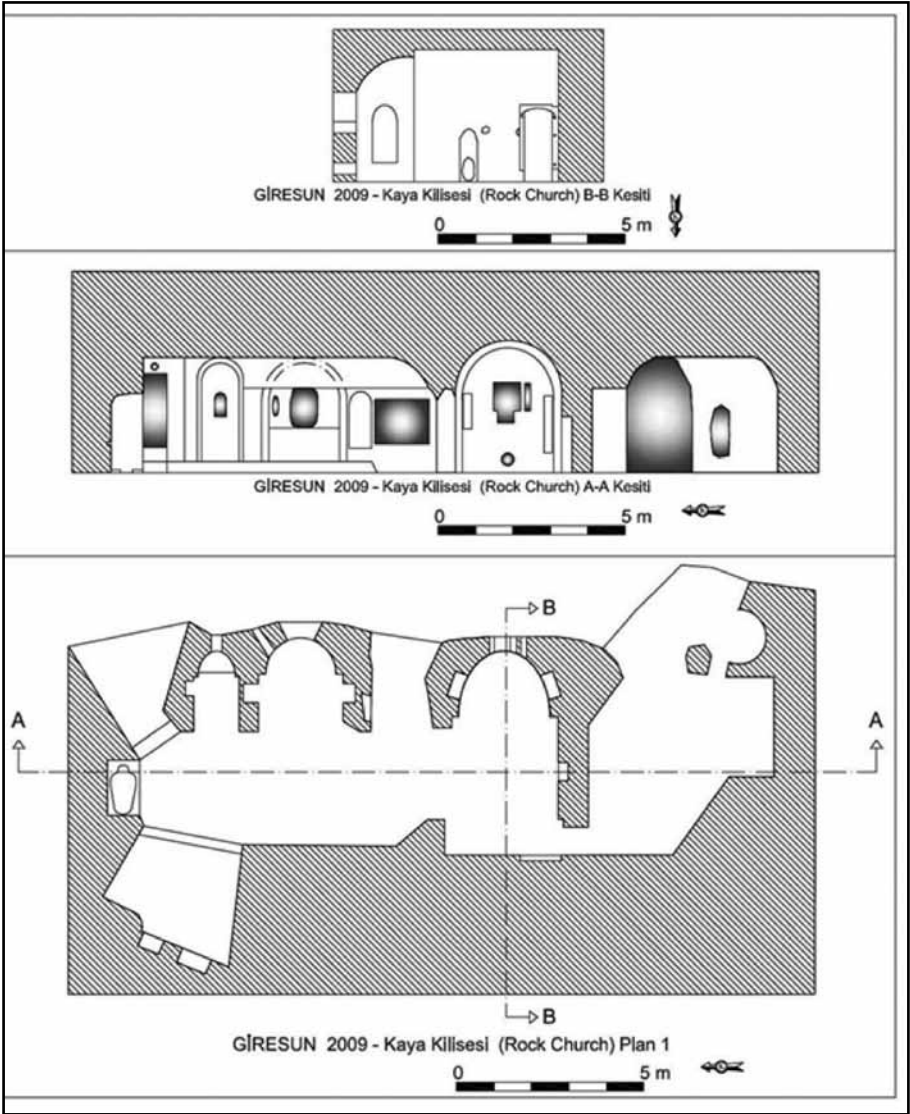 GİRESUN 2009 - Kaya Kilisesi (Rock Church) B-B Kesiti
0 5 m
GİRESUN 2009 - Kaya Kilisesi (Rock Church) A-A Kesiti
0 5 m
B
A A
B
GİRESUN 2009 - Kaya Kilisesi (Rock Church) Plan 1
0 5 m